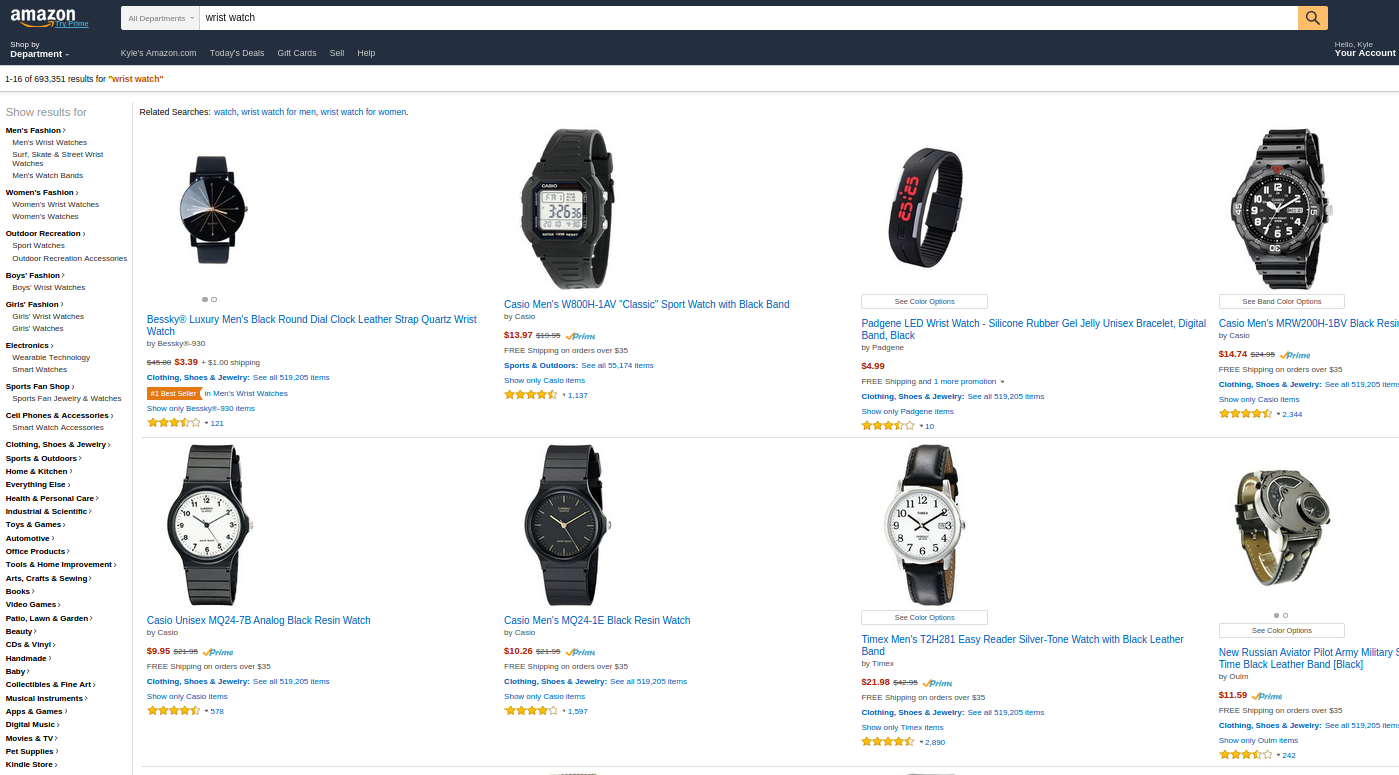 amazon
Try Prime
All Departments
wrist watch
Shop by
Department
Kyle's Amazon.com Today's Deals Gift Cards Sell Help
Hello, Kyle
Your Account
1-16 of 693,351 results for "wrist watch"
Show results for
Men's Fashion
Men's Wrist Watches
Surf, Skate & Street Wrist
Watches
Men's Watch Bands
Women's Fashion
Women's Wrist Watches
Women's Watches
Outdoor Recreation
Sport Watches
Outdoor Recreation Accessories
Boys' Fashion
Boys' Wrist Watches
Girls' Fashion
Girls' Wrist Watches
Girls' Watches
Electronics
Wearable Technology
Smart Watches
Sports Fan Shop
Sports Fan Jewelry & Watches
Cell Phones & Accessories
Smart Watch Accessories
Clothing, Shoes & Jewelry
Sports & Outdoors
Home & Kitchen
Everything Else
Health & Personal Care
Industrial & Scientific
Toys & Games
Automotive
Office Products
Tools & Home Improvement
Arts, Crafts & Sewing
Books
Video Games
Patio, Lawn & Garden
Beauty
CDs & Vinyl
Handmade
Baby
Collectibles & Fine Art
Musical Instruments
Apps & Games
Digital Music
Movies & TV
Pet Supplies
Kindle Store
Related Searches: watch, wrist watch for men, wrist watch for women.
Bessky® Luxury Men's Black Round Dial Clock Leather Strap Quartz Wrist
Watch
by Bessky®-930
$45.00 $3.39 + $1.00 shipping
Clothing, Shoes & Jewelry: See all 519,205 items
#1 Best Seller in Men's Wrist Watches
Show only Bessky®-930 items
121
CASIO
Casio Men's W800H-1AV "Classic" Sport Watch with Black Band
by Casio
$13.97 $19.95 Prime
FREE Shipping on orders over $35
Sports & Outdoors: See all 55,174 items
Show only Casio items
1,137
See Color Options
Padgene LED Wrist Watch - Silicone Rubber Gel Jelly Unisex Bracelet, Digital
Band, Black
by Padgene
$4.99
FREE Shipping and 1 more promotion
Clothing, Shoes & Jewelry: See all 519,205 items
Show only Padgene items
10
See Band Color Options
Casio Men's MRW200H-1BV Black Resin
by Casio
$14.74 $24.95 Prime
FREE Shipping on orders over $35
Clothing, Shoes & Jewelry: See all 519,205 items
Show only Casio items
2,344
Casio Unisex MQ24-7B Analog Black Resin Watch
by Casio
$9.95 $21.95 Prime
FREE Shipping on orders over $35
Clothing, Shoes & Jewelry: See all 519,205 items
Show only Casio items
578
Casio Men's MQ24-1E Black Resin Watch
by Casio
$10.26 $21.95 Prime
FREE Shipping on orders over $35
Clothing, Shoes & Jewelry: See all 519,205 items
Show only Casio items
1,597
TIMEX
See Color Options
Timex Men's T2H281 Easy Reader Silver-Tone Watch with Black Leather
Band
by Timex
$21.98 $42.95 Prime
FREE Shipping on orders over $35
Clothing, Shoes & Jewelry: See all 519,205 items
Show only Timex items
2,890
See Color Options
New Russian Aviator Pilot Army Military S
Time Black Leather Band [Black]
by Oulm
$11.59 Prime
FREE Shipping on orders over $35
Clothing, Shoes & Jewelry: See all 519,205 items
Show only Oulm items
242